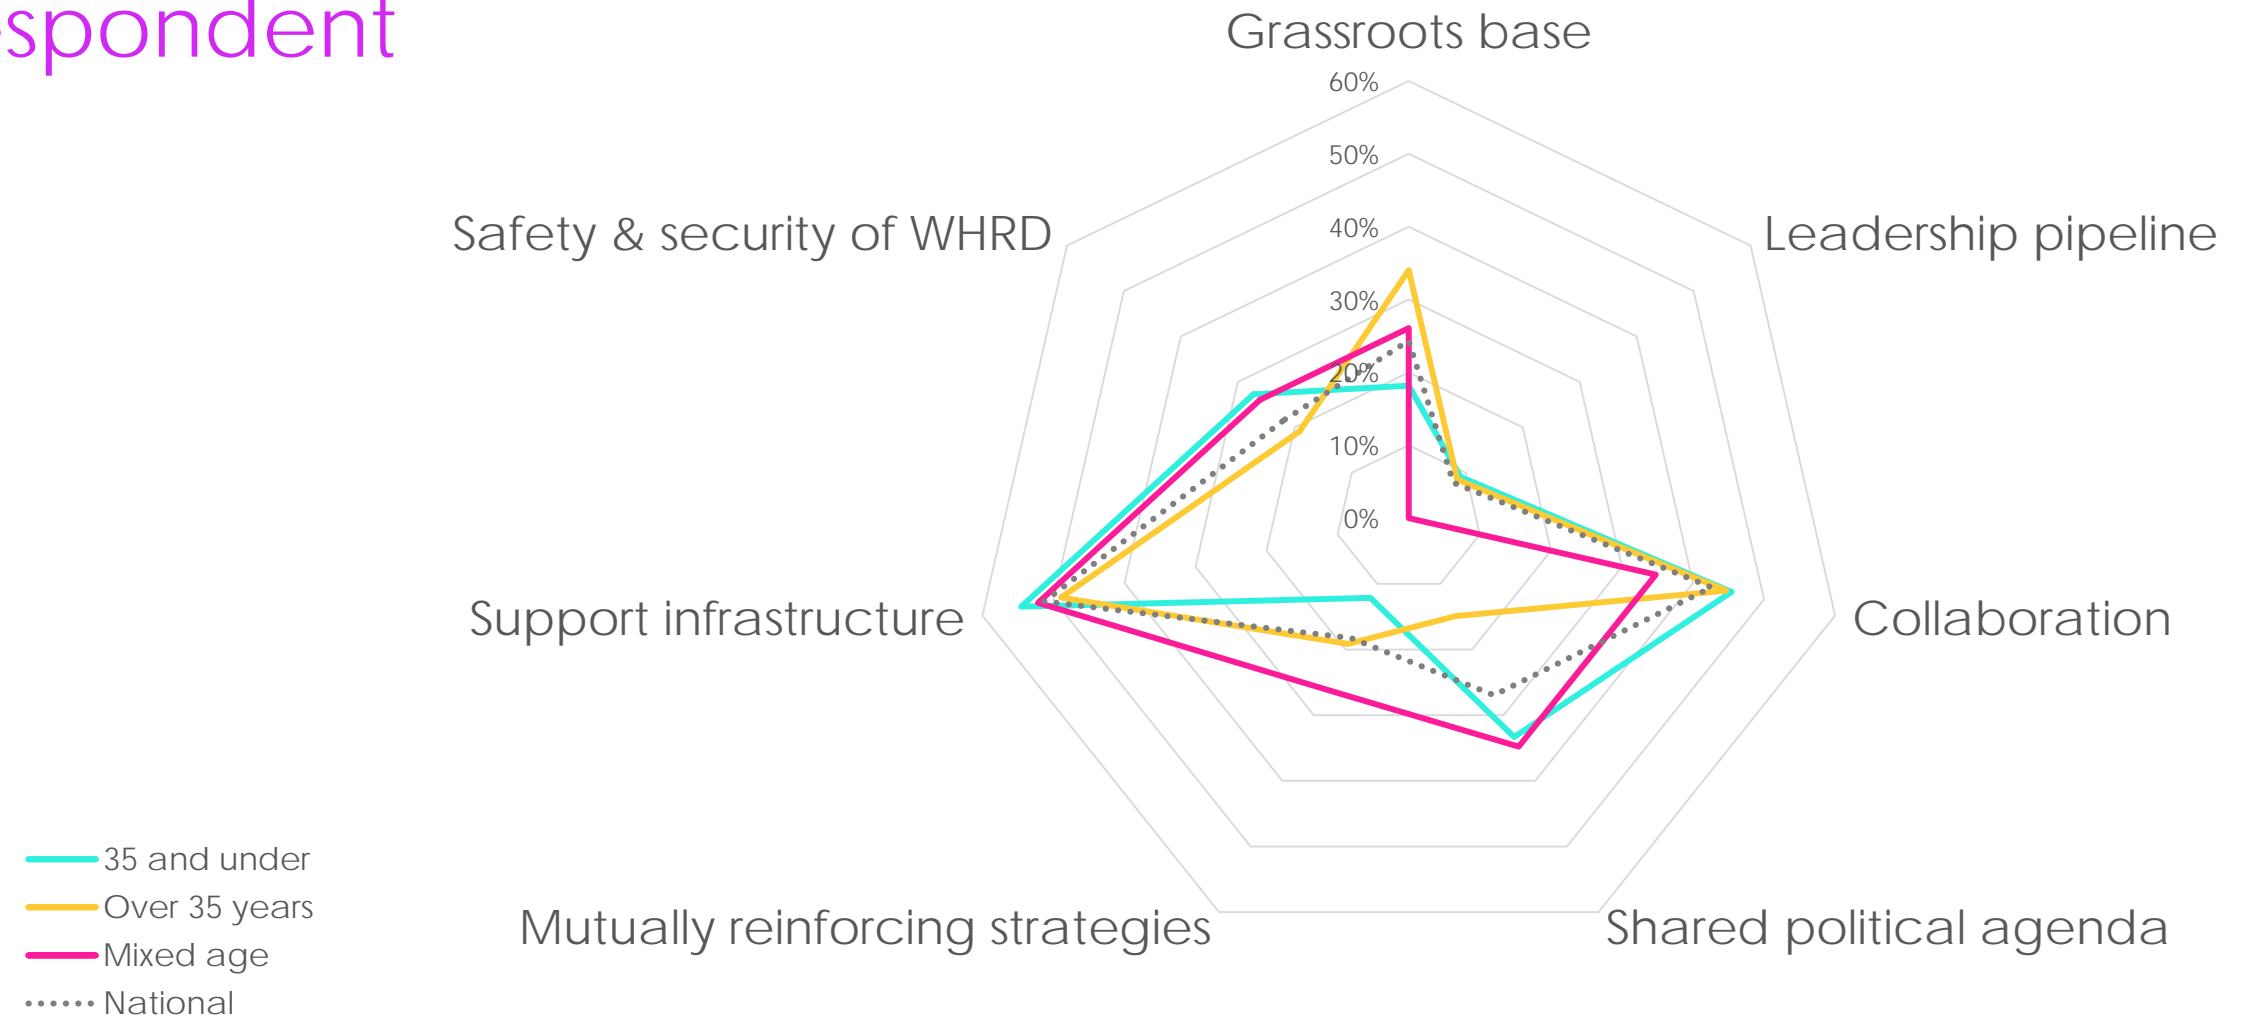 spondent
Grassroots base
60%
50%
40%
30%
20%
10%
0%
Safety & security of WHRD
Leadership pipeline
Support infrastructure
Collaboration
Mutually reinforcing strategies
Shared political agenda
35 and under
Over 35 years
Mixed age
National